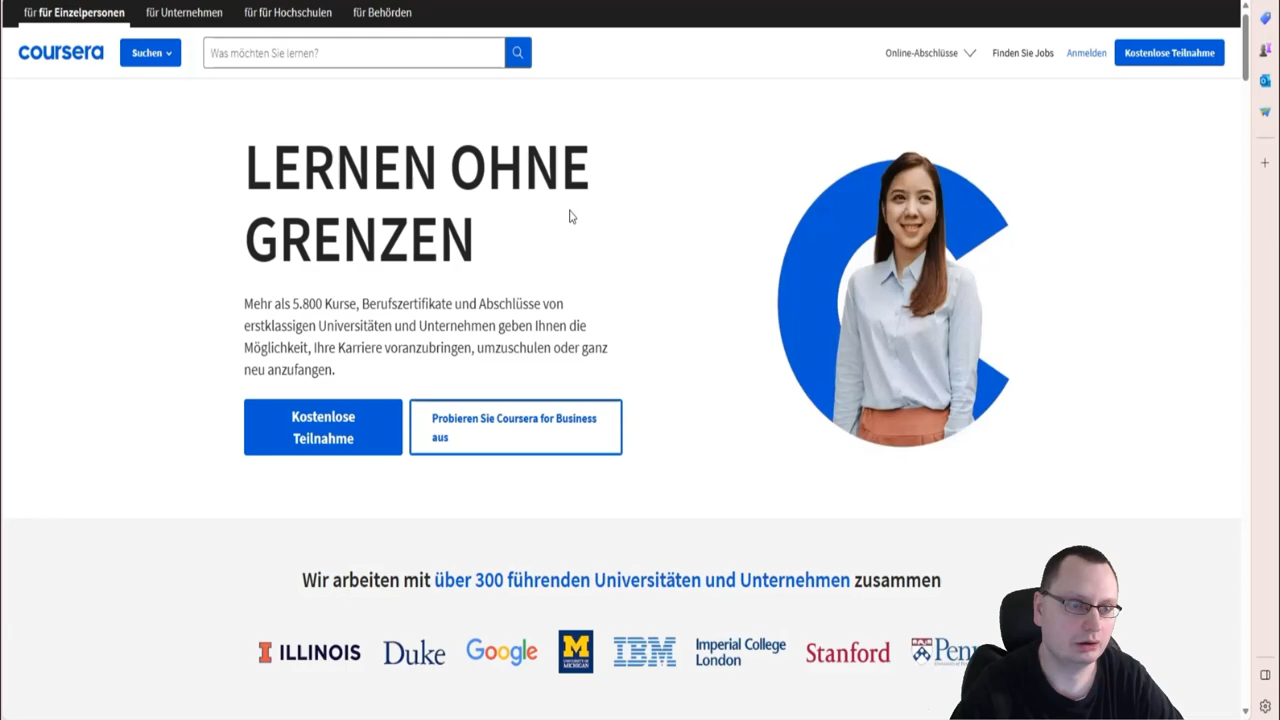 für für Einzelpersonen für Unternehmen für für Hochschulen für Behörden
coursera Suchen Was möchten Sie lernen? Online-Abschlüsse Finden Sie Jobs Anmelden Kostenlose Teilnahme
LERNEN OHNE
GRENZEN
Mehr als 5.800 Kurse, Berufszertifikate und Abschlüsse von
erstklassigen Universitäten und Unternehmen geben Ihnen die
Möglichkeit, Ihre Karriere voranzubringen, umzuschulen oder ganz
neu anzufangen.
Kostenlose
Teilnahme
Probieren Sie Coursera for Business
aus
Wir arbeiten mit über 300 führenden Universitäten und Unternehmen zusammen
ILLINOIS Duke Google M UNIVERSITY OF MICHIGAN IBM Imperial College
London Stanford Penn